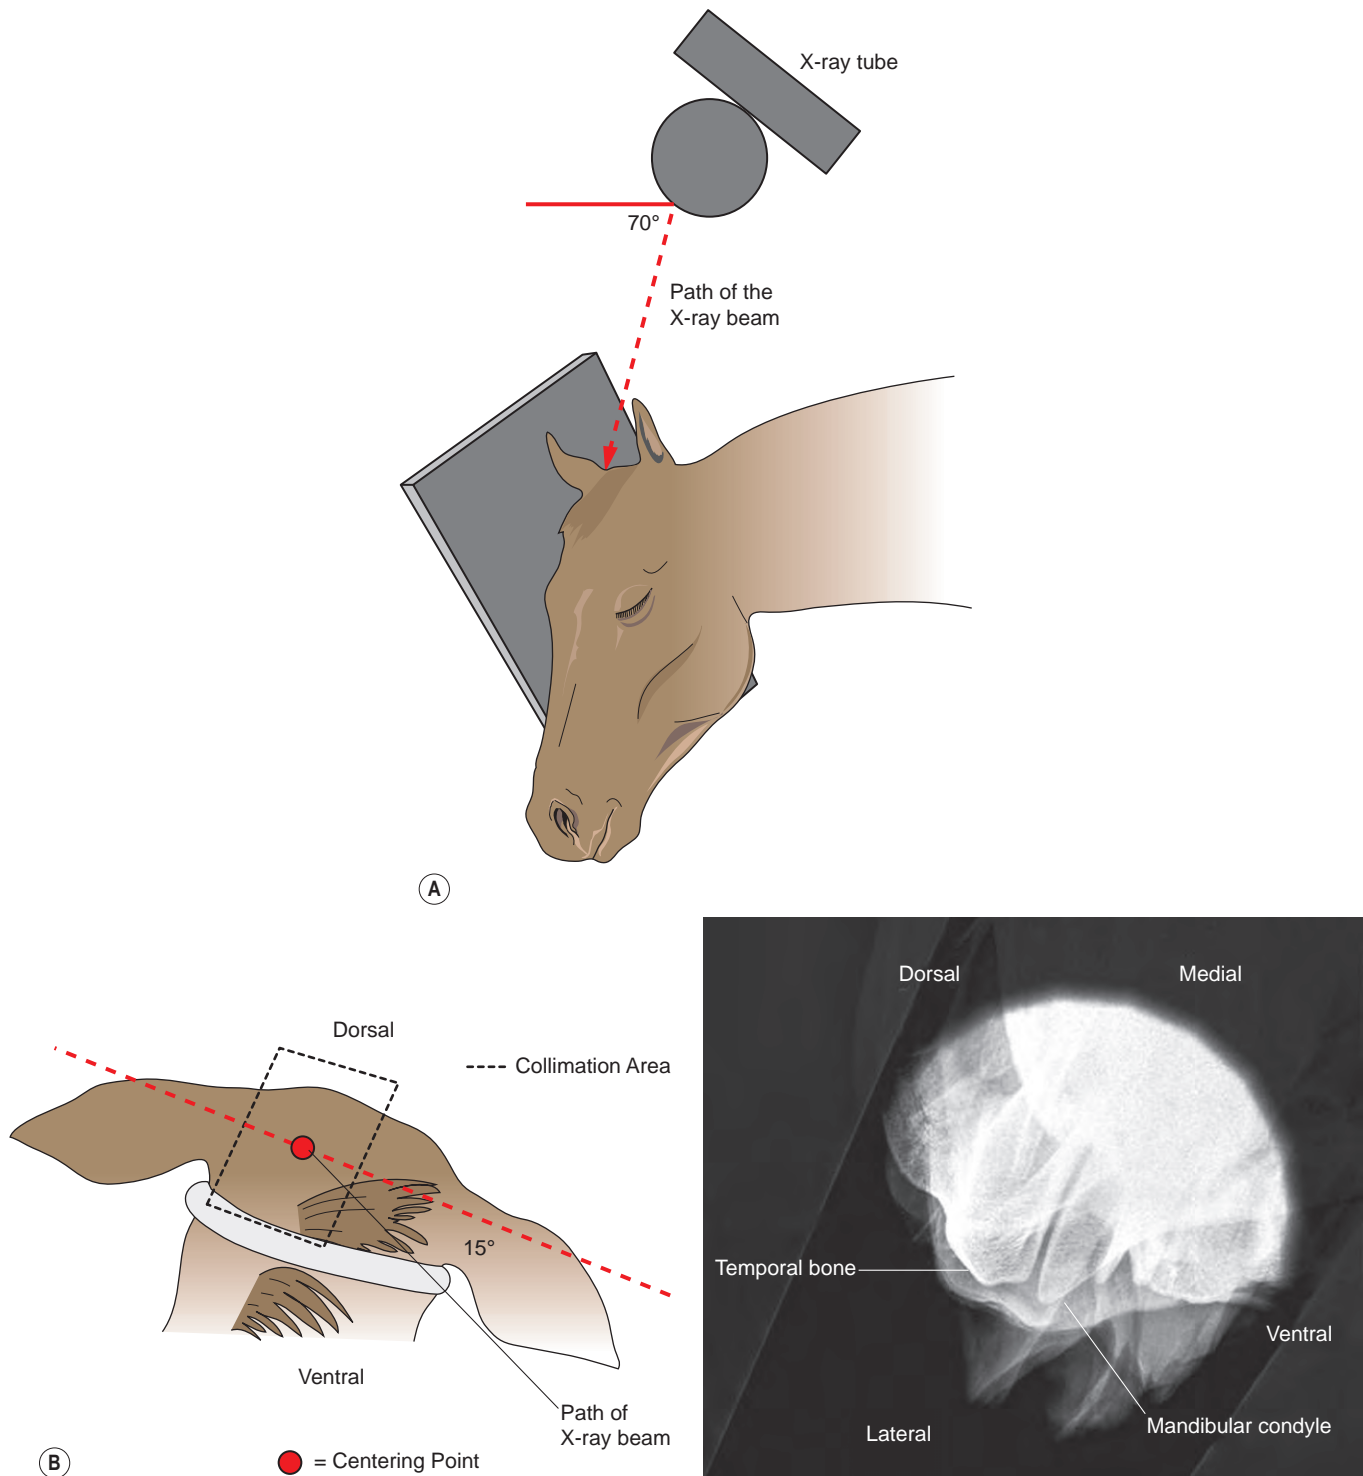 X-ray tube
70°
Path of the
X-ray beam
A
Dorsal
Collimation Area
15°
Ventral
Path of
X-ray beam
B
= Centering Point
Dorsal
Medial
Temporal bone
Ventral
Mandibular condyle
Lateral